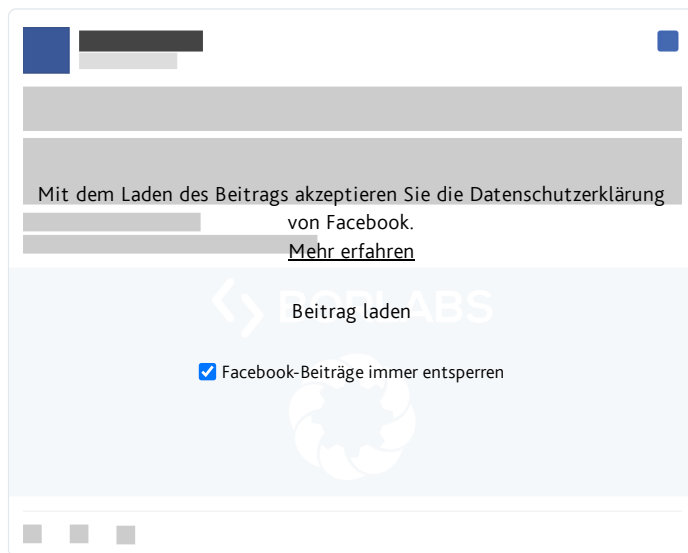 Mit dem Laden des Beitrags akzeptieren Sie die Datenschutzerklärung
von Facebook.
Mehr erfahren
BORLABS
Beitrag laden
Facebook-Beiträge immer entsperren